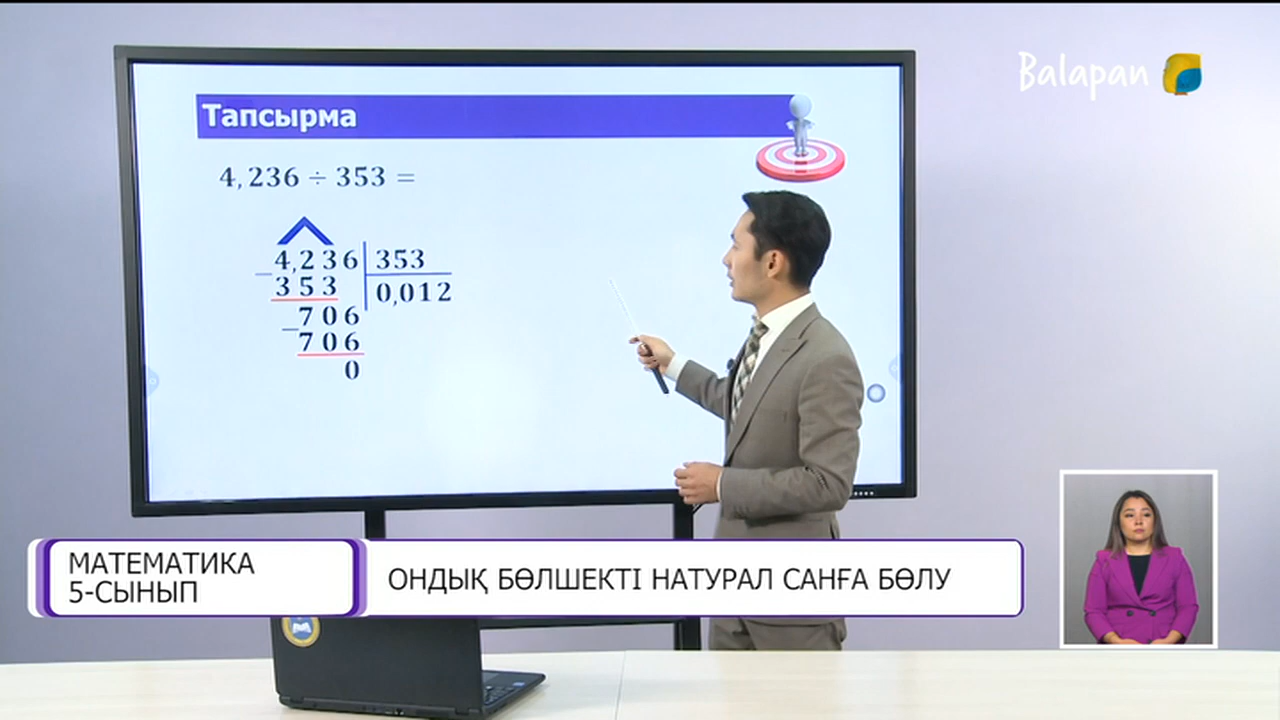 Balapan
Тапсырма
4,236 ÷ 353 =
4,236 353
– 353 0,012
706
– 706
0
МАТЕМАТИКА
5-СЫНЫП
ОНДЫҚ БӨЛШЕКТІ НАТУРАЛ САНҒА БӨЛУ